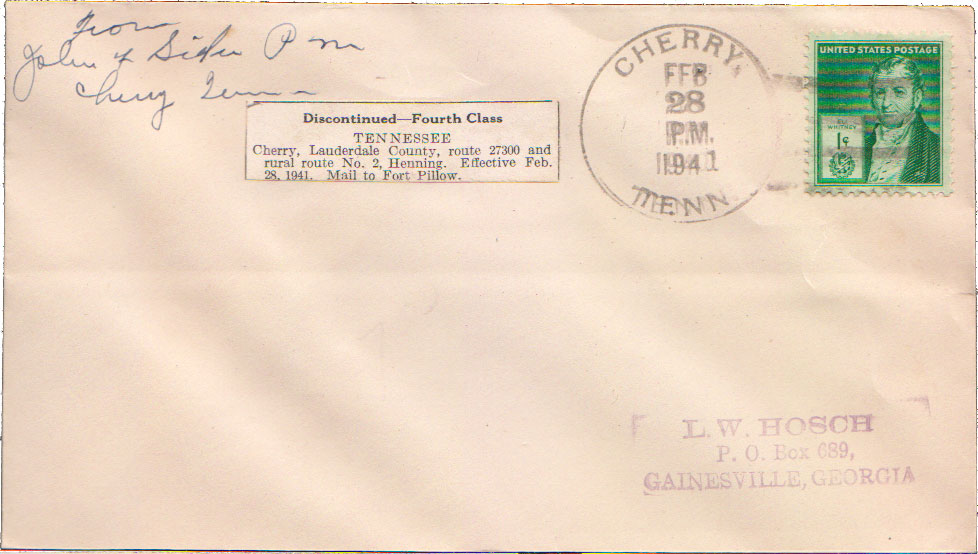 From
John
Cherry Tenn
Discontinued—Fourth Class
TENNESSEE
Cherry, Lauderdale County, route 27300 and
rural route No. 2, Henning. Effective Feb.
28, 1941. Mail to Fort Pillow.
CHERRY,
FEB
28
P.M.
1941
TENN
UNITED STATES POSTAGE
WHITNEY
1¢
L. W. HOSCH
P. O. Box 689,
GAINESVILLE, GEORGIA